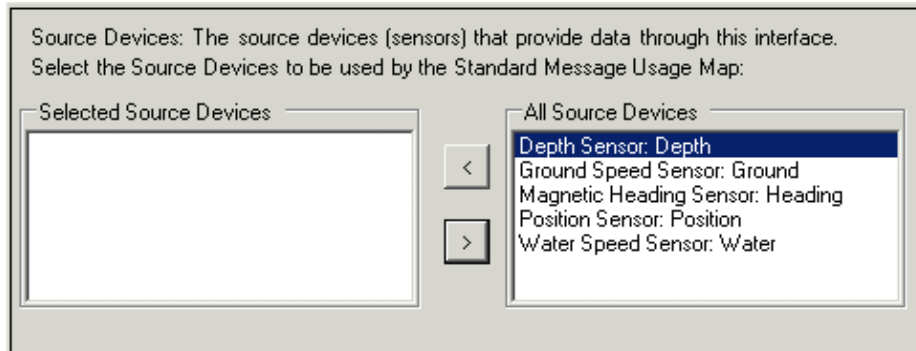 Source Devices: The source devices (sensors) that provide data through this interface.
Select the Source Devices to be used by the Standard Message Usage Map:
Selected Source Devices
All Source Devices
<
>
Depth Sensor: Depth
Ground Speed Sensor: Ground
Magnetic Heading Sensor: Heading
Position Sensor: Position
Water Speed Sensor: Water